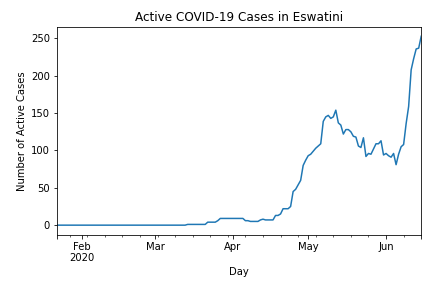 Active COVID-19 Cases in Eswatini
Number of Active Cases
250
200
150
100
50
0
Feb
2020
Mar
Apr
May
Jun
Day